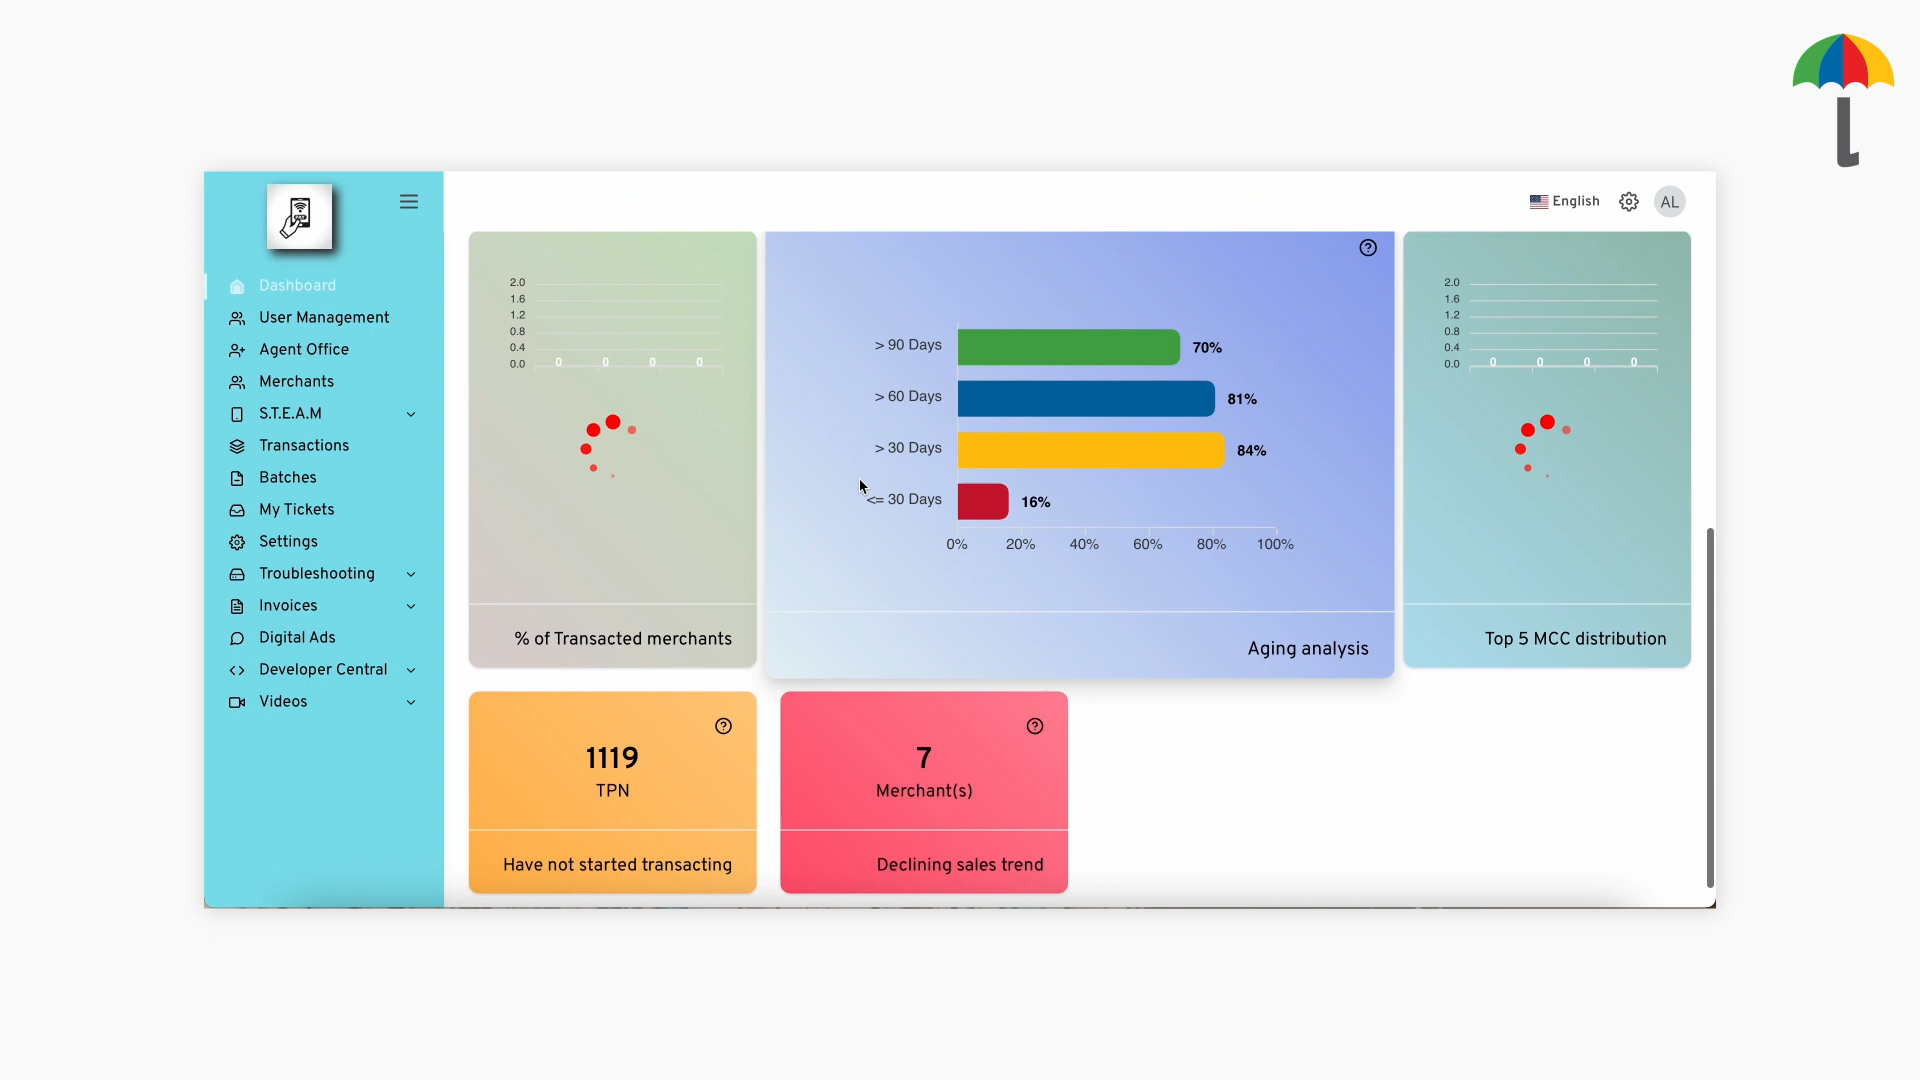 English
AL
Dashboard
User Management
Agent Office
Merchants
S.T.E.A.M
Transactions
Batches
My Tickets
Settings
Troubleshooting
Invoices
Digital Ads
Developer Central
Videos
2.0
1.6
1.2
0.8
0.4
0.0
0 0 0 0
% of Transacted merchants
> 90 Days 70%
> 60 Days 81%
> 30 Days 84%
<= 30 Days 16%
0% 20% 40% 60% 80% 100%
Aging analysis
2.0
1.6
1.2
0.8
0.4
0.0
0 0 0 0
Top 5 MCC distribution
1119
TPN
Have not started transacting
7
Merchant(s)
Declining sales trend